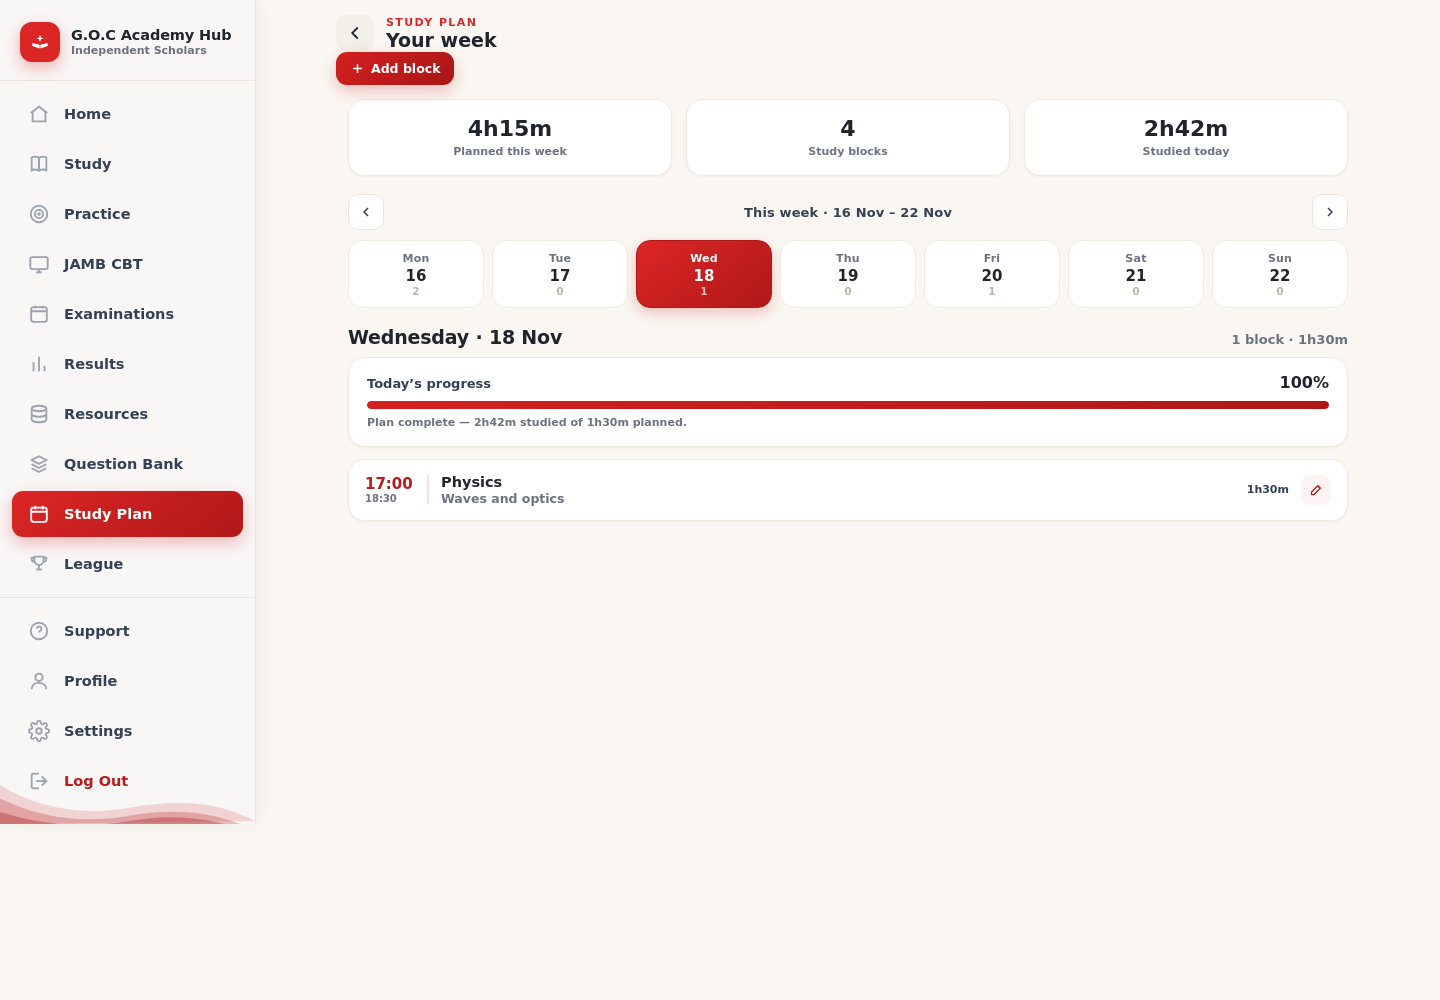 G.O.C Academy Hub
Independent Scholars
Home
Study
Practice
JAMB CBT
Examinations
Results
Resources
Question Bank
Study Plan
League
Support
Profile
Settings
Log Out
STUDY PLAN
Your week
+ Add block
4h15m
Planned this week
4
Study blocks
2h42m
Studied today
This week · 16 Nov – 22 Nov
Mon
16
2
Tue
17
0
Wed
18
1
Thu
19
0
Fri
20
1
Sat
21
0
Sun
22
0
Wednesday · 18 Nov
1 block · 1h30m
Today’s progress
100%
Plan complete — 2h42m studied of 1h30m planned.
17:00
18:30
Physics
Waves and optics
1h30m